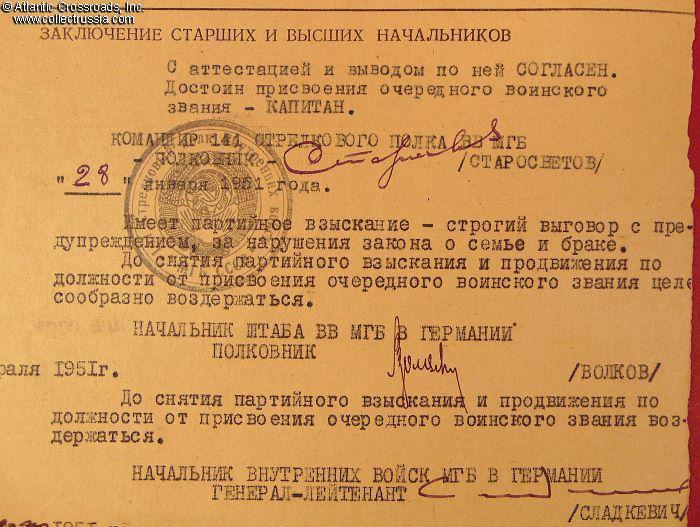 © Atlantic Crossroads, Inc.
www.collectrussia.com
ЗАКЛЮЧЕНИЕ СТАРШИХ И ВЫСШИХ НАЧАЛЬНИКОВ
С аттестацией и выводом по ней СОГЛАСЕН.
Достоин присвоения очередного воинского
звания - КАПИТАН.
КОМАНДИР 141 СТРЕЛКОВОГО ПОЛКА ВВ МГБ
- ПОЛКОВНИК -
/СТАРОСВЕТОВ/
"28" января 1951 года.
Имеет партийное взыскание - строгий выговор с пре-
дупреждением, за нарушения закона о семье и браке.
До снятия партийного взыскания и продвижения по
должности от присвоения очередного воинского звания целе
сообразно воздержаться.
НАЧАЛЬНИК ШТАБА ВВ МГБ В ГЕРМАНИИ
ПОЛКОВНИК
раля 1951г. /ВОЛКОВ/
До снятия партийного взыскания и продвижения по
должности от присвоения очередного воинского звания воз-
держаться.
НАЧАЛЬНИК ВНУТРЕННИХ ВОЙСК МГБ В ГЕРМАНИИ
ГЕНЕРАЛ-ЛЕЙТЕНАНТ
/СЛАДКЕВИЧ/